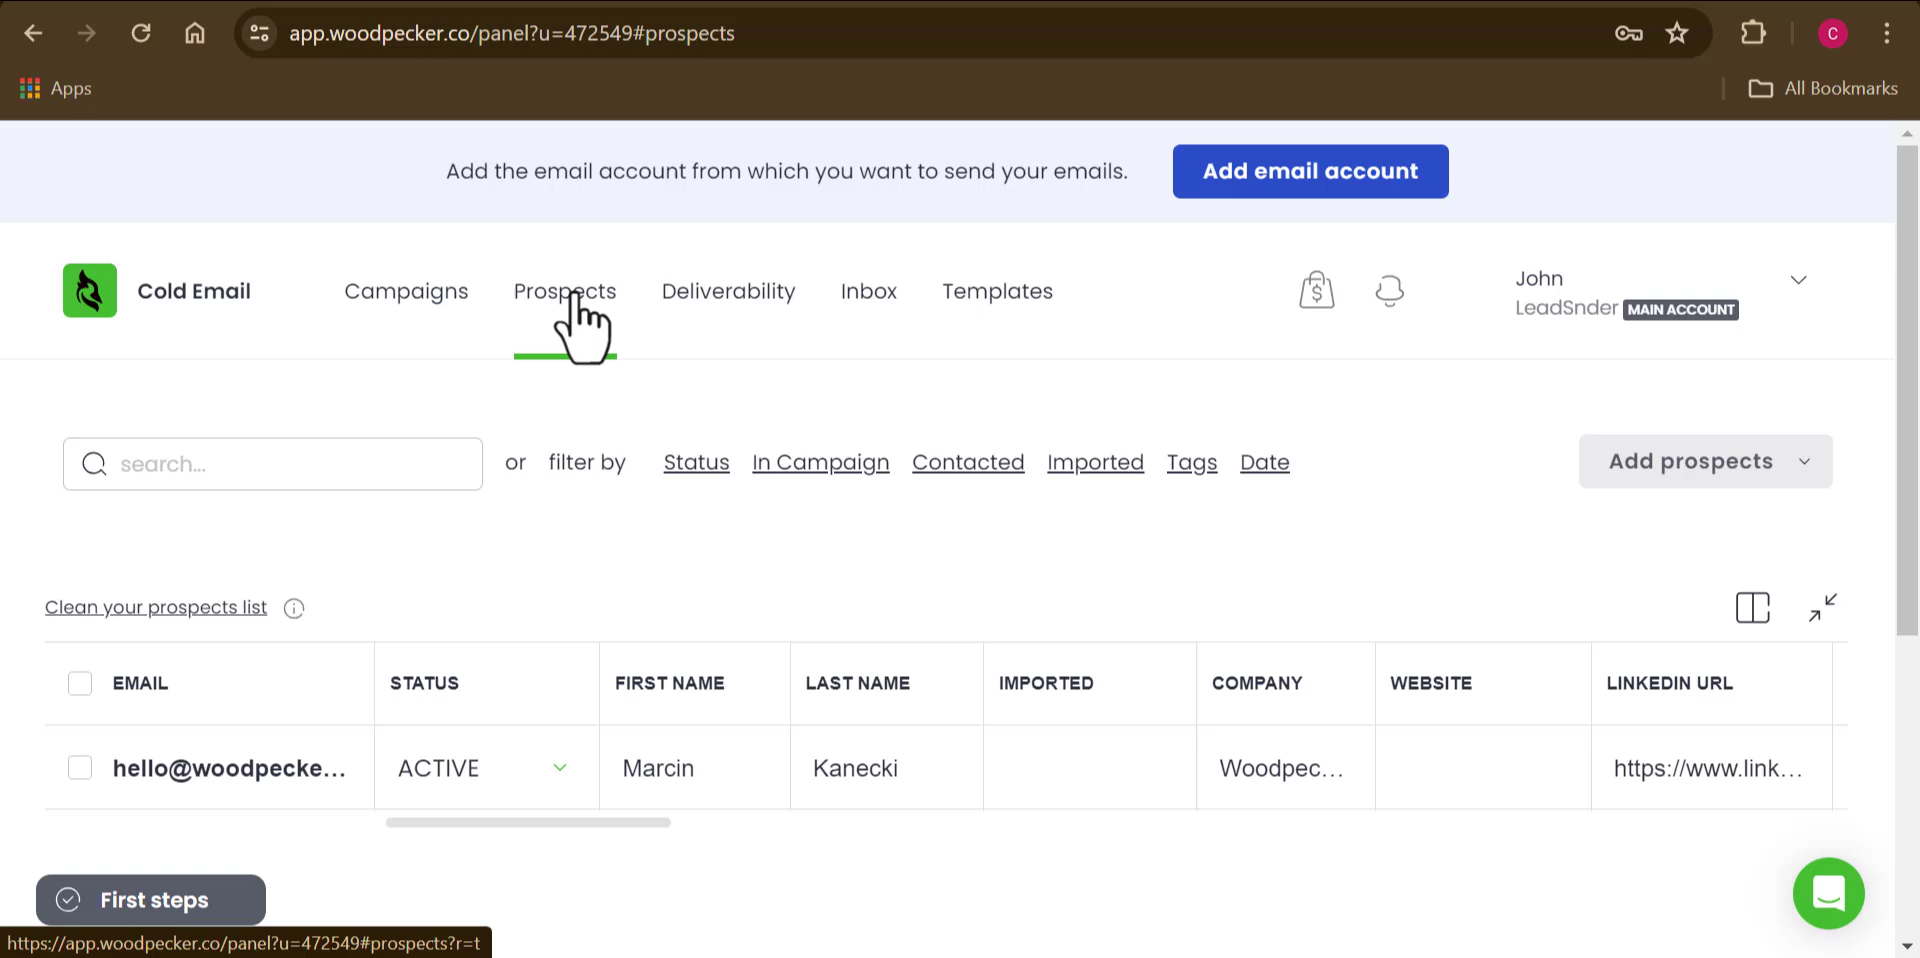 app.woodpecker.co/panel?u=472549#prospects
C
Apps
All Bookmarks
Add the email account from which you want to send your emails.
Add email account
Cold Email
Campaigns
Prospects
Deliverability
Inbox
Templates
$
John
LeadSnder MAIN ACCOUNT
search...
or filter by Status In Campaign Contacted Imported Tags Date
Add prospects
Clean your prospects list
EMAIL STATUS FIRST NAME LAST NAME IMPORTED COMPANY WEBSITE LINKEDIN URL
hello@woodpecke... ACTIVE Marcin Kanecki Woodpec... https://www.link...
First steps
https://app.woodpecker.co/panel?u=472549#prospects?r=t